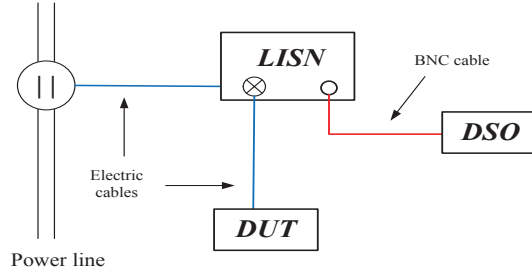 LISN
BNC cable
DSO
Electric
cables
DUT
Power line